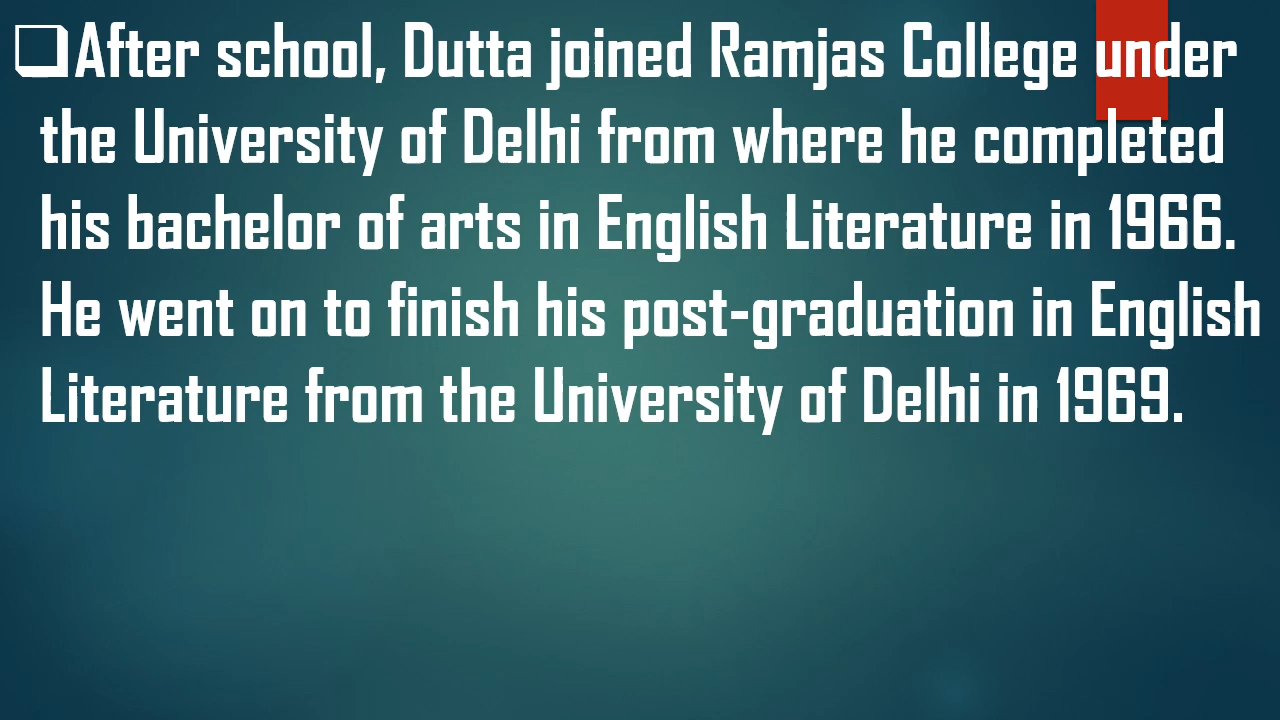 ❑After school, Dutta joined Ramjas College under
the University of Delhi from where he completed
his bachelor of arts in English Literature in 1966.
He went on to finish his post-graduation in English
Literature from the University of Delhi in 1969.